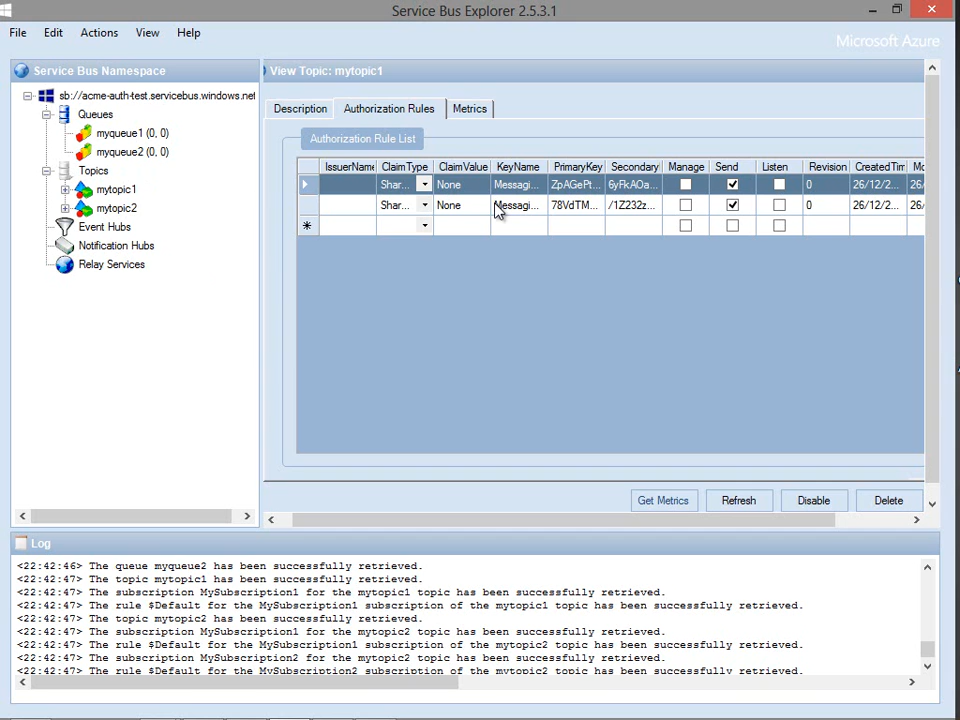 Service Bus Explorer 2.5.3.1
File Edit Actions View Help
Microsoft Azure
Service Bus Namespace
View Topic: mytopic1
sb://acme-auth-test.servicebus.windows.net
Queues
myqueue1 (0, 0)
myqueue2 (0, 0)
Topics
mytopic1
mytopic2
Event Hubs
Notification Hubs
Relay Services
Description Authorization Rules Metrics
Authorization Rule List
IssuerName ClaimType ClaimValue KeyName PrimaryKey Secondary Manage Send Listen Revision CreatedTim Mo
Shar... None Messagi... ZpAGePt... 6yFkAOa... 0 26/12/2... 26/
Shar... None Messagi... 78VdTM... /1Z232z... 0 26/12/2... 26/
Get Metrics Refresh Disable Delete
Log
<22:42:46> The queue myqueue2 has been successfully retrieved.
<22:42:47> The topic mytopic1 has been successfully retrieved.
<22:42:47> The subscription MySubscription1 for the mytopic1 topic has been successfully retrieved.
<22:42:47> The rule $Default for the MySubscription1 subscription of the mytopic1 topic has been successfully retrieved.
<22:42:47> The topic mytopic2 has been successfully retrieved.
<22:42:47> The subscription MySubscription1 for the mytopic2 topic has been successfully retrieved.
<22:42:47> The rule $Default for the MySubscription1 subscription of the mytopic2 topic has been successfully retrieved.
<22:42:47> The subscription MySubscription2 for the mytopic2 topic has been successfully retrieved.
<22:42:47> The rule $Default for the MySubscription2 subscription of the mytopic2 topic has been successfully retrieved.